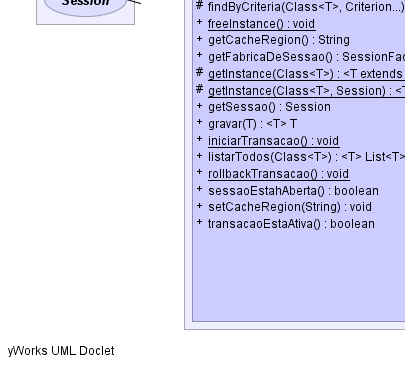 Session
# findByCriteria(Class<T>, Criterion...)
+ freeInstance() : void
+ getCacheRegion() : String
+ getFabricaDeSessao() : SessionFac
# getInstance(Class<T>) : <T extends
# getInstance(Class<T>, Session) : <T
+ getSessao() : Session
+ gravar(T) : <T> T
+ iniciarTransacao() : void
+ listarTodos(Class<T>) : <T> List<T>
+ rollbackTransacao() : void
+ sessaoEstahAberta() : boolean
+ setCacheRegion(String) : void
+ transacaoEstaAtiva() : boolean
yWorks UML Doclet